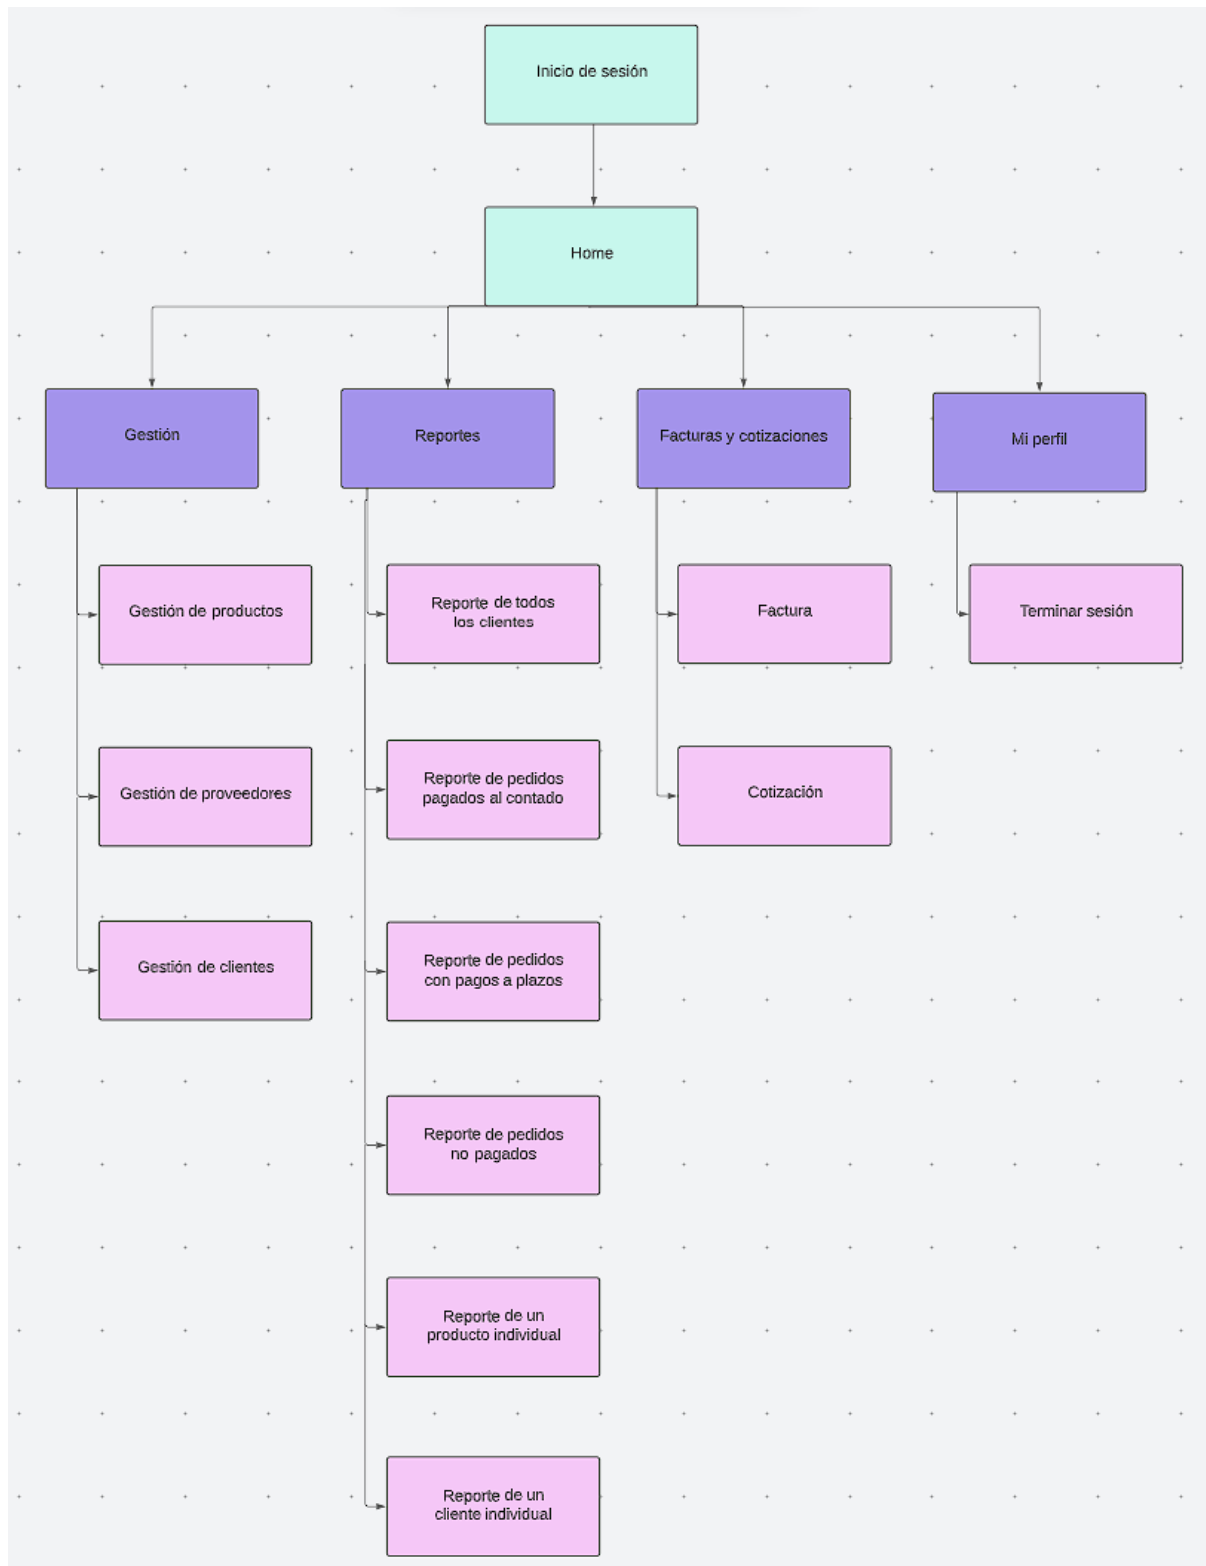 Inicio de sesión
Home
Gestión
Reportes
Facturas y cotizaciones
Mi perfil
Gestión de productos
Gestión de proveedores
Gestión de clientes
Reporte de todos
los clientes
Reporte de pedidos
pagados al contado
Reporte de pedidos
con pagos a plazos
Reporte de pedidos
no pagados
Reporte de un
producto individual
Reporte de un
cliente individual
Factura
Cotización
Terminar sesión